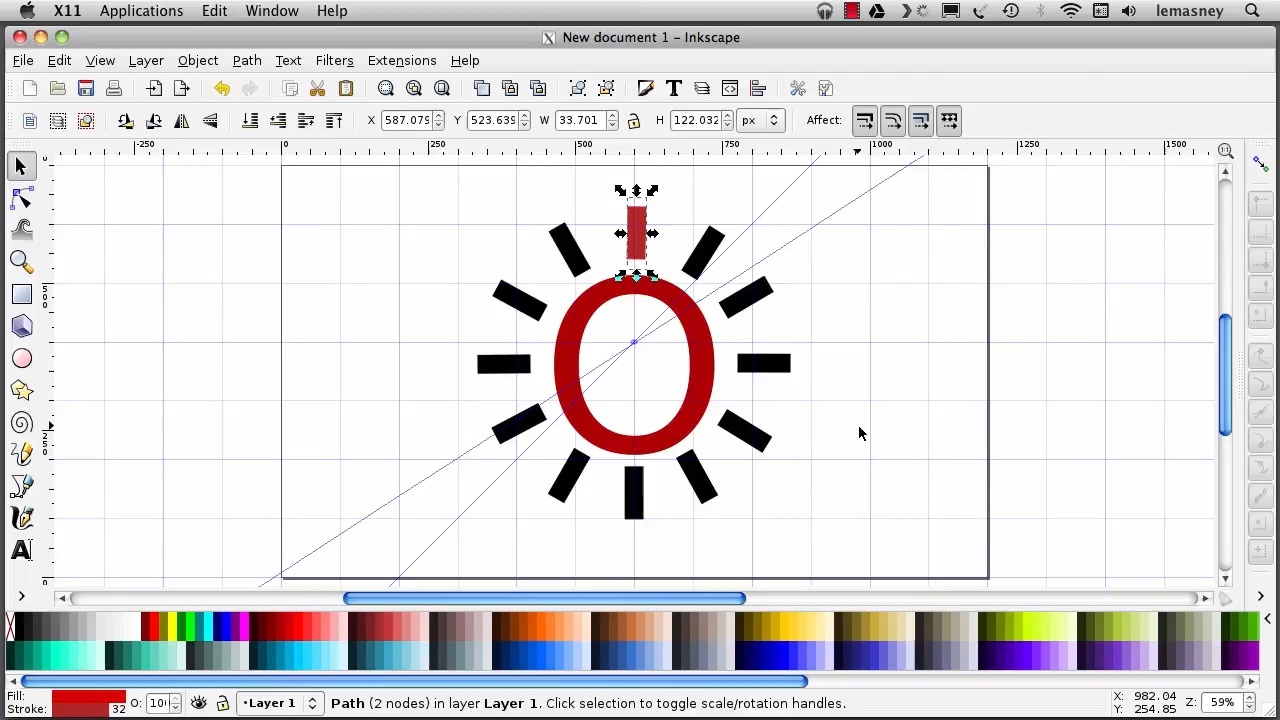 X11 Applications Edit Window Help lemasney
New document 1 – Inkscape
File Edit View Layer Object Path Text Filters Extensions Help
X 587.079 Y 523.639 W 33.701 H 122.032 px Affect:
-250 0 250 500 750 1000 1250 1500
O
A
Fill:
Stroke: 32 O: 10 •Layer 1 Path (2 nodes) in layer Layer 1. Click selection to toggle scale/rotation handles. X: 982.04 Z: 59%
Y: 254.85